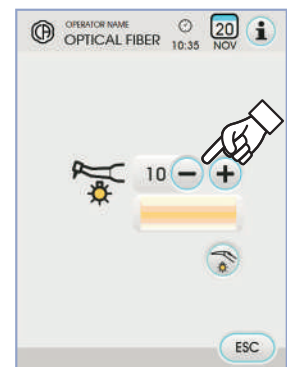 OPERATOR NAME
OPTICAL FIBER
10:35
20
NOV
i
10
ESC